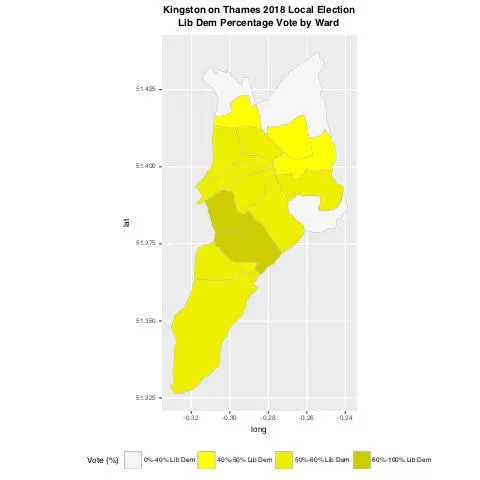 Kingston on Thames 2018 Local Election
Lib Dem Percentage Vote by Ward
51.425
51.400
51.375
51.350
51.325
lat
-0.32 -0.30 -0.28 -0.26 -0.24
long
Vote (%) 0%-40% Lib Dem 40%-50% Lib Dem 50%-60% Lib Dem 60%-100% Lib Dem